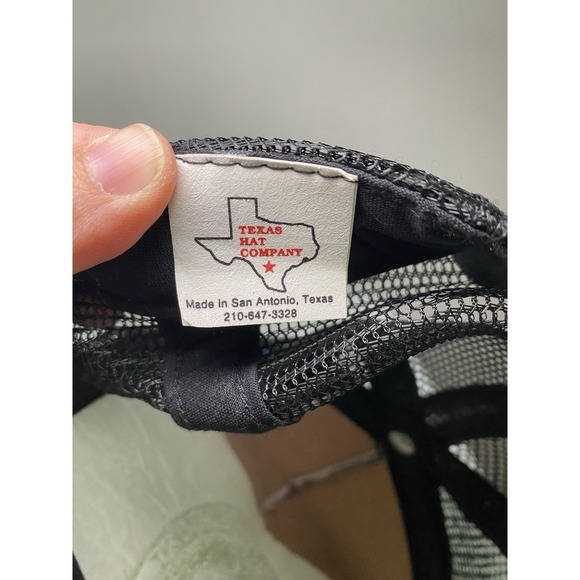 TEXAS
HAT
COMPANY
Made in San Antonio, Texas
210-647-3328